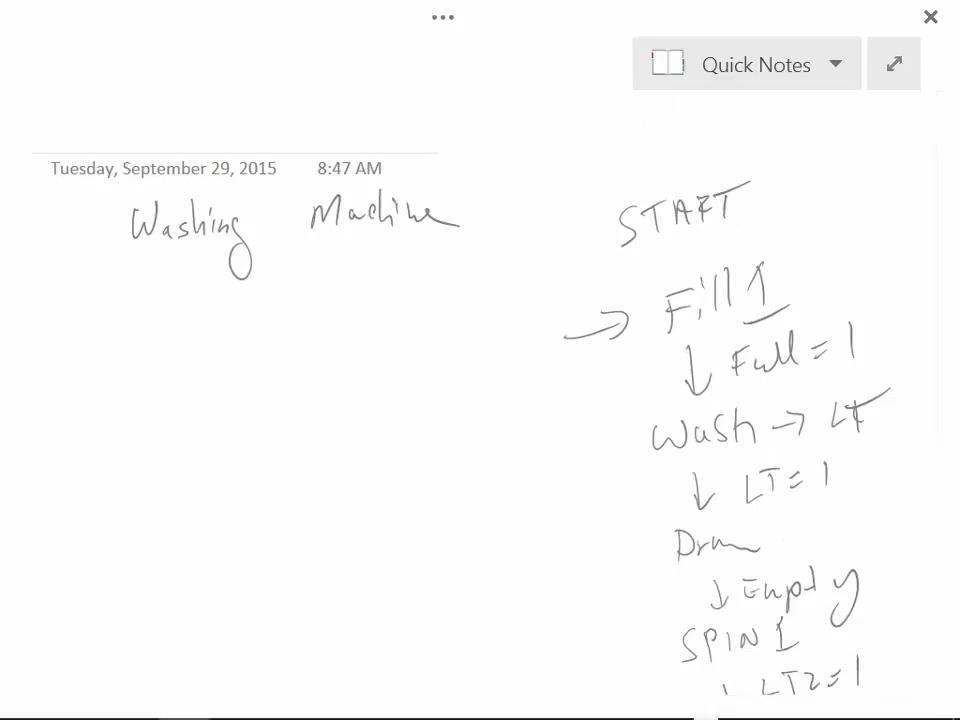 Quick Notes
Tuesday, September 29, 2015 8:47 AM
Washing Machine
START
→ Fill 1
↓ Full = 1
Wash → LT
↓ LT = 1
Drain
↓ Empty
SPIN 1
↓ LT2 = 1